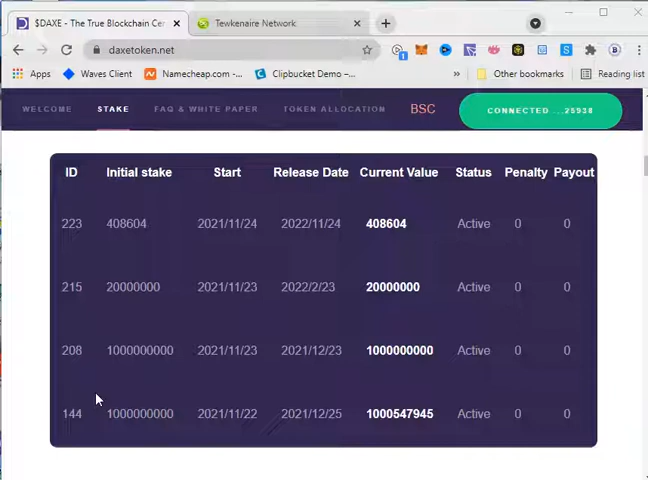 $DAXE - The True Blockchain Cer
Tewkenaire Network
daxetoken.net
Apps
Waves Client
Namecheap.com -...
Clipbucket Demo –...
Other bookmarks
Reading list
WELCOME
STAKE
FAQ & WHITE PAPER
TOKEN ALLOCATION
BSC
CONNECTED ...25938
ID Initial stake Start Release Date Current Value Status Penalty Payout
223 408604 2021/11/24 2022/11/24 408604 Active 0 0
215 20000000 2021/11/23 2022/2/23 20000000 Active 0 0
208 1000000000 2021/11/23 2021/12/23 1000000000 Active 0 0
144 1000000000 2021/11/22 2021/12/25 1000547945 Active 0 0